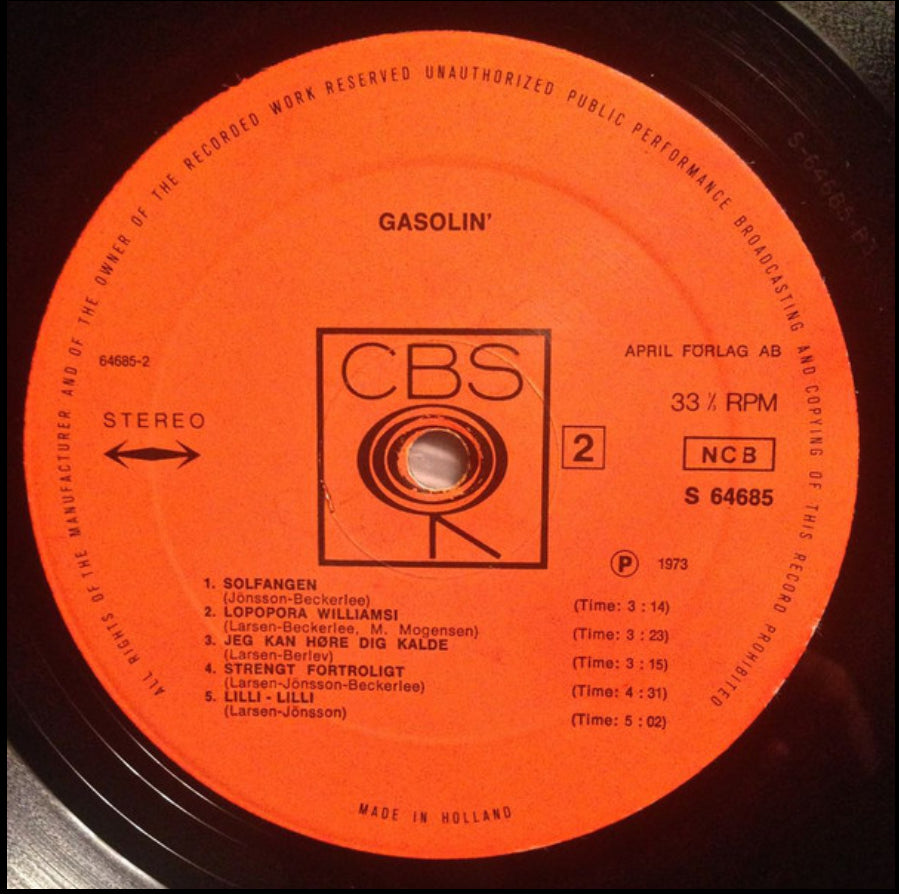 ALL RIGHTS OF THE MANUFACTURER AND OF THE OWNER OF THE RECORDED WORK RESERVED UNAUTHORIZED PUBLIC PERFORMANCE BROADCASTING AND COPYING OF THIS RECORD PROHIBITED
S-64685-B3
GASOLIN'
CBS
64685-2
STEREO
2
APRIL FÖRLAG AB
33⅓ RPM
NCB
S 64685
Ⓟ 1973
1. SOLFANGEN (Time: 3 : 14)
(Jönsson-Beckerlee)
2. LOPOPORA WILLIAMSI (Time: 3 : 23)
(Larsen-Beckerlee, M. Mogensen)
3. JEG KAN HØRE DIG KALDE (Time: 3 : 15)
(Larsen-Berlev)
4. STRENGT FORTROLIGT (Time: 4 : 31)
(Larsen-Jönsson-Beckerlee)
5. LILLI - LILLI (Time: 5 : 02)
(Larsen-Jönsson)
MADE IN HOLLAND